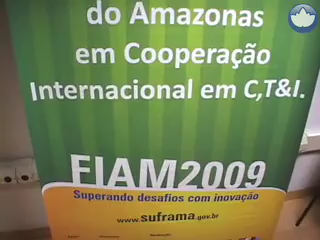 do Amazonas
em Cooperação
Internacional em C,T&I.
FIAM2009
Superando desafios com inovação
www.suframa.gov.br